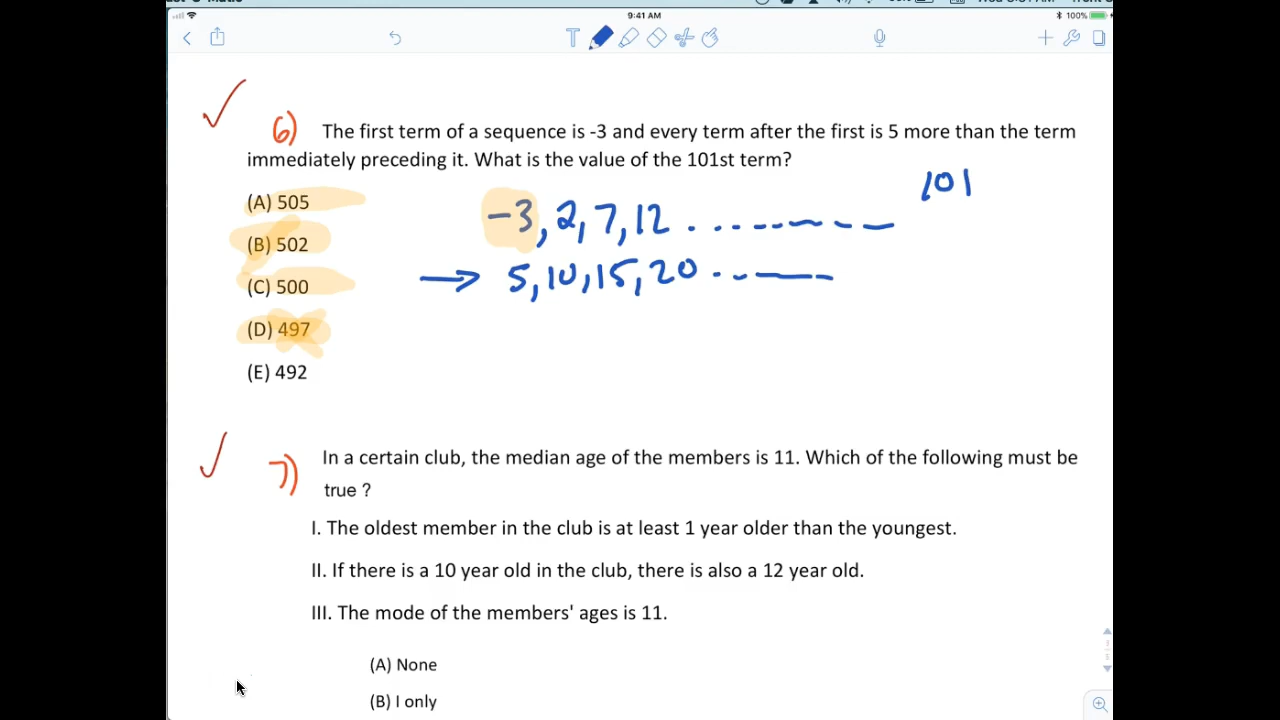 9:41 AM
100%
6) The first term of a sequence is -3 and every term after the first is 5 more than the term
immediately preceding it. What is the value of the 101st term?
101
(A) 505
-3, 2, 7, 12 ..........
(B) 502
→ 5, 10, 15, 20 ..........
(C) 500
(D) 497
(E) 492
7) In a certain club, the median age of the members is 11. Which of the following must be
true ?
I. The oldest member in the club is at least 1 year older than the youngest.
II. If there is a 10 year old in the club, there is also a 12 year old.
III. The mode of the members' ages is 11.
(A) None
(B) I only